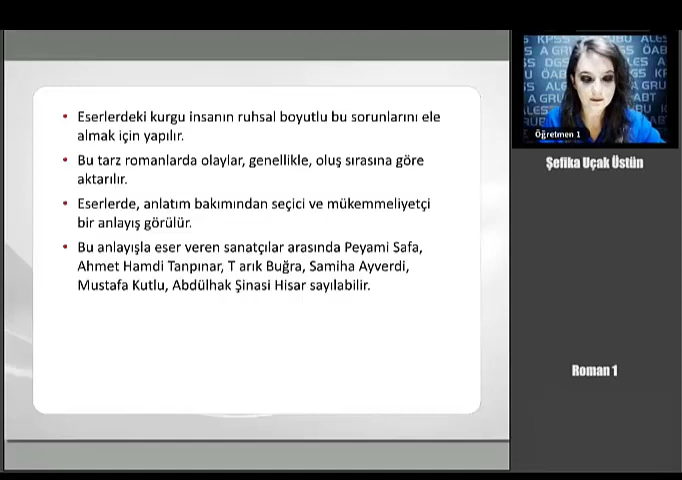 • Eserlerdeki kurgu insanın ruhsal boyutlu bu sorunlarını ele
almak için yapılır.
• Bu tarz romanlarda olaylar, genellikle, oluş sırasına göre
aktarılır.
• Eserlerde, anlatım bakımından seçici ve mükemmeliyetçi
bir anlayış görülür.
• Bu anlayışla eser veren sanatçılar arasında Peyami Safa,
Ahmet Hamdi Tanpınar, T arık Buğra, Samiha Ayverdi,
Mustafa Kutlu, Abdülhak Şinasi Hisar sayılabilir.
Öğretmen 1
Şefika Uçak Üstün
Roman 1